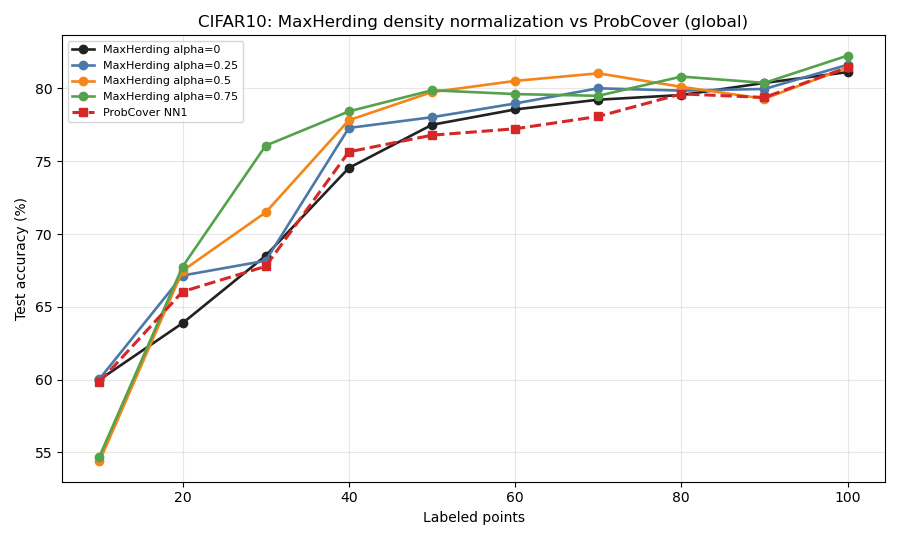 CIFAR10: MaxHerding density normalization vs ProbCover (global)
MaxHerding alpha=0
MaxHerding alpha=0.25
MaxHerding alpha=0.5
MaxHerding alpha=0.75
ProbCover NN1
Test accuracy (%)
80
75
70
65
60
55
20 40 60 80 100
Labeled points